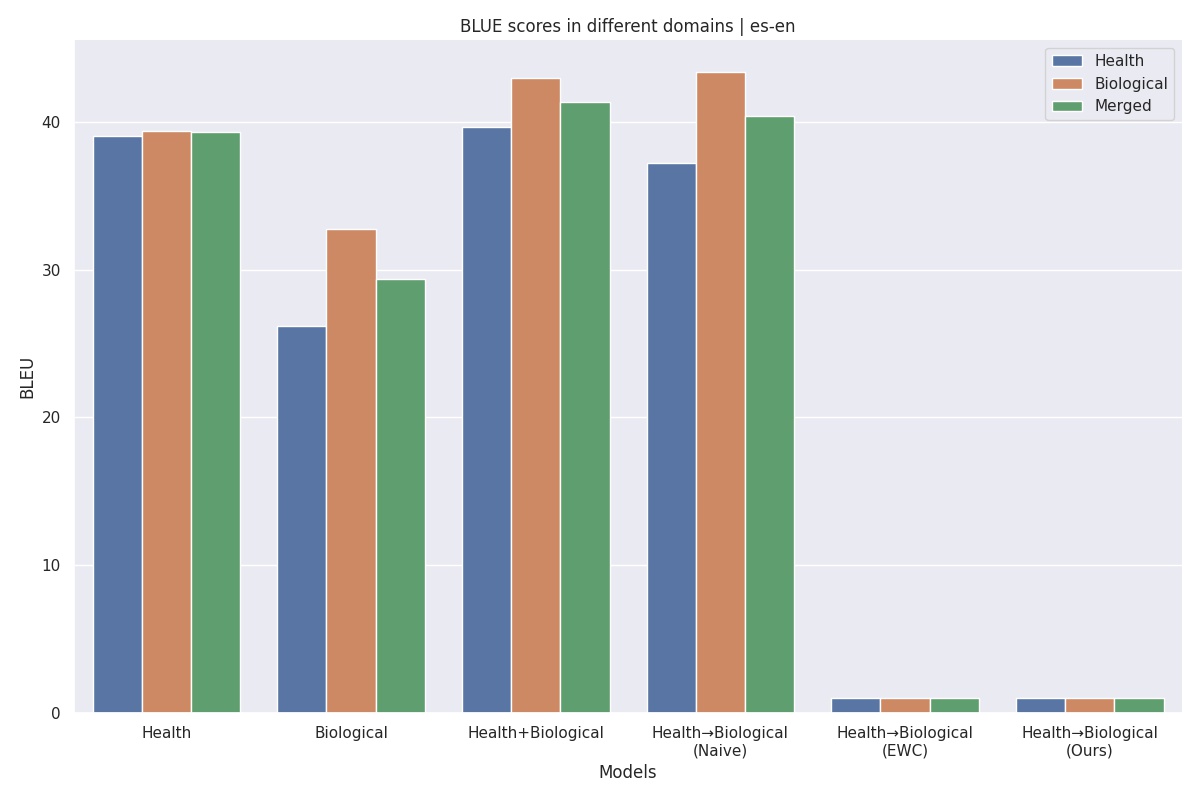 BLUE scores in different domains | es-en
Health
Biological
Merged
BLEU
40
30
20
10
0
Health
Biological
Health+Biological
Health→Biological
(Naive)
Health→Biological
(EWC)
Health→Biological
(Ours)
Models